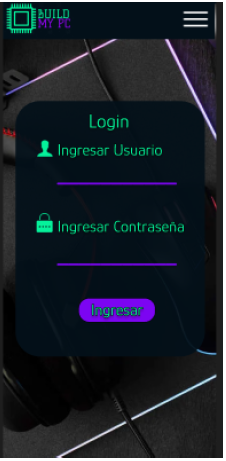 BUILD
MY PC
Login
Ingresar Usuario
Ingresar Contraseña
Ingresar